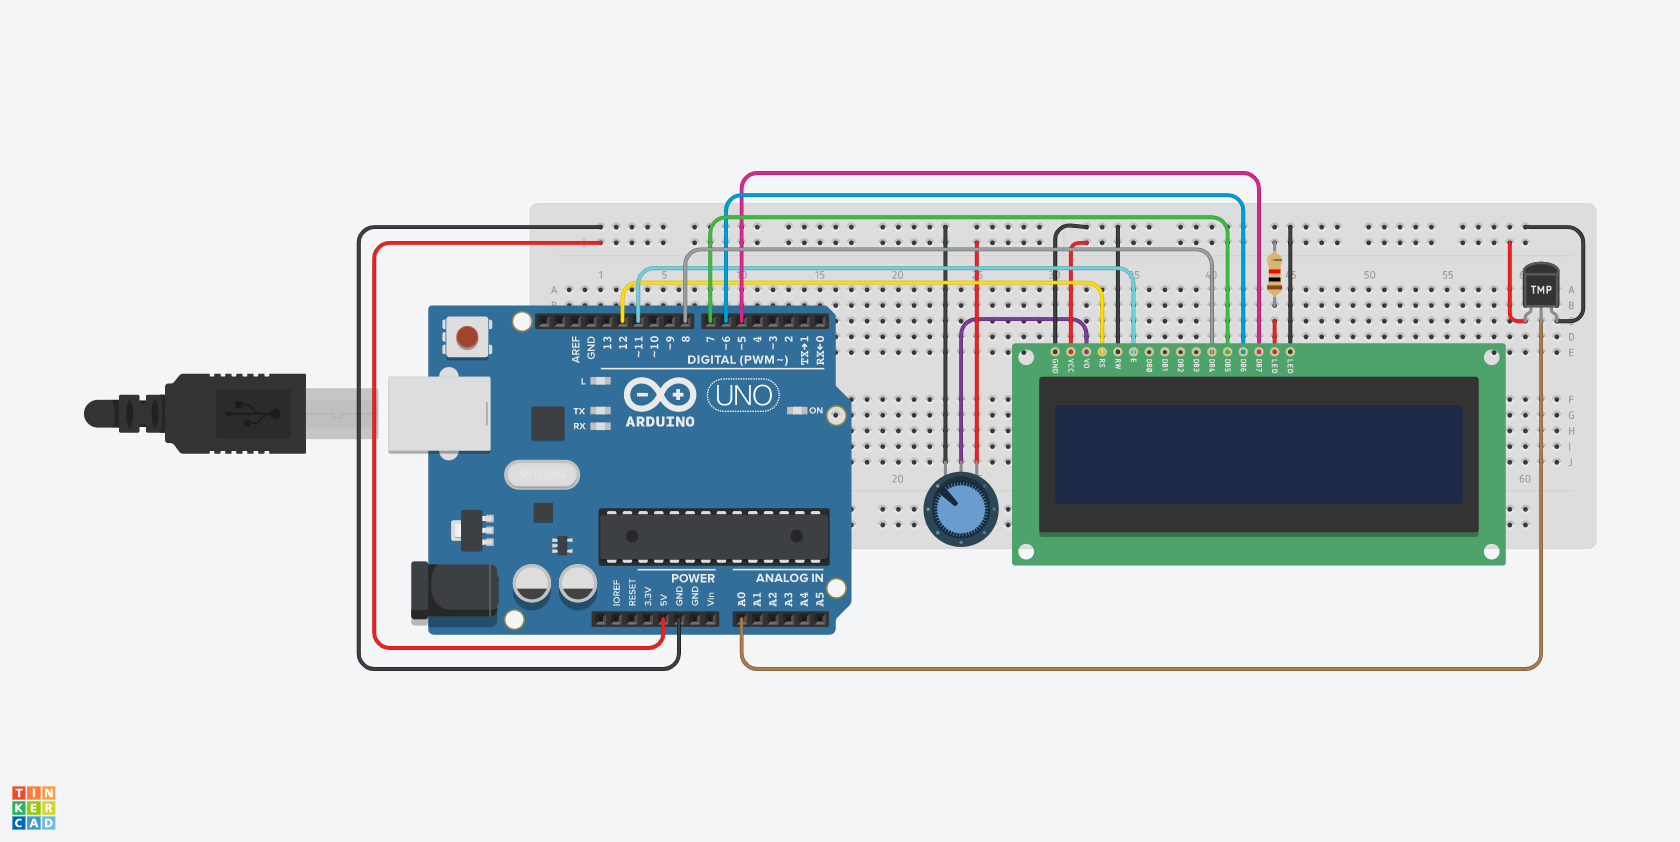 1 5 10 15 20 25 35 40 45 50 55
A A
TMP
B
D
E
AREF GND 13 12 ~11 ~10 ~9 8 7 ~6 ~5 4 ~3 2 TX→1 RX←0
DIGITAL (PWM~)
GND VCC VO RS RW E DB0 DB1 DB2 DB3 DB4 DB5 DB6 DB7 LED LED
L
UNO
TX
RX
ON
ARDUINO
F
G
H
I
J
20 60
POWER ANALOG IN
IOREF RESET 3.3V 5V GND GND Vin A0 A1 A2 A3 A4 A5
TIN
KER
CAD